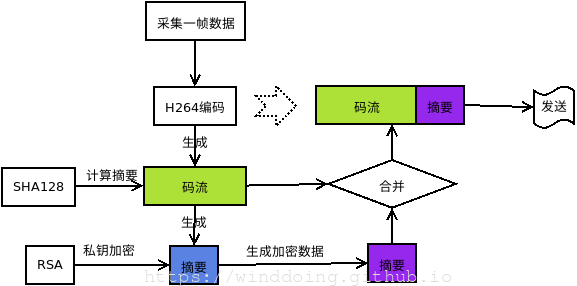 采集一帧数据
H264编码
码流
摘要
发送
生成
SHA128
计算摘要
码流
合并
生成
RSA
私钥加密
摘要
生成加密数据
摘要
https://winddoing.github.io